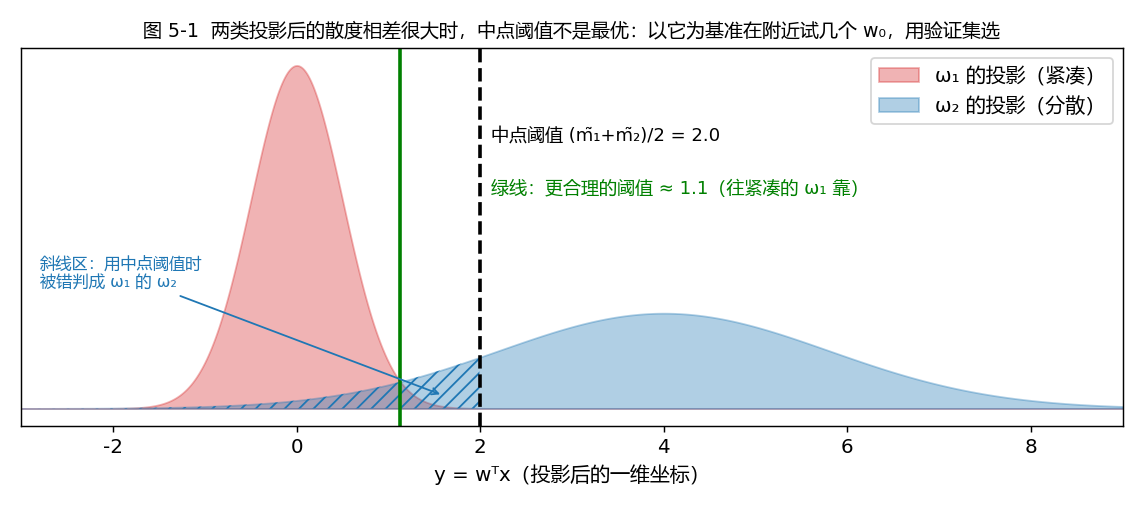 图 5-1  两类投影后的散度相差很大时，中点阈值不是最优：以它为基准在附近试几个 w₀，用验证集选
ω₁ 的投影（紧凑）
ω₂ 的投影（分散）
中点阈值 (m̃₁+m̃₂)/2 = 2.0
绿线：更合理的阈值 ≈ 1.1（往紧凑的 ω₁ 靠）
斜线区：用中点阈值时
被错判成 ω₁ 的 ω₂
-2 0 2 4 6 8
y = wᵀx（投影后的一维坐标）